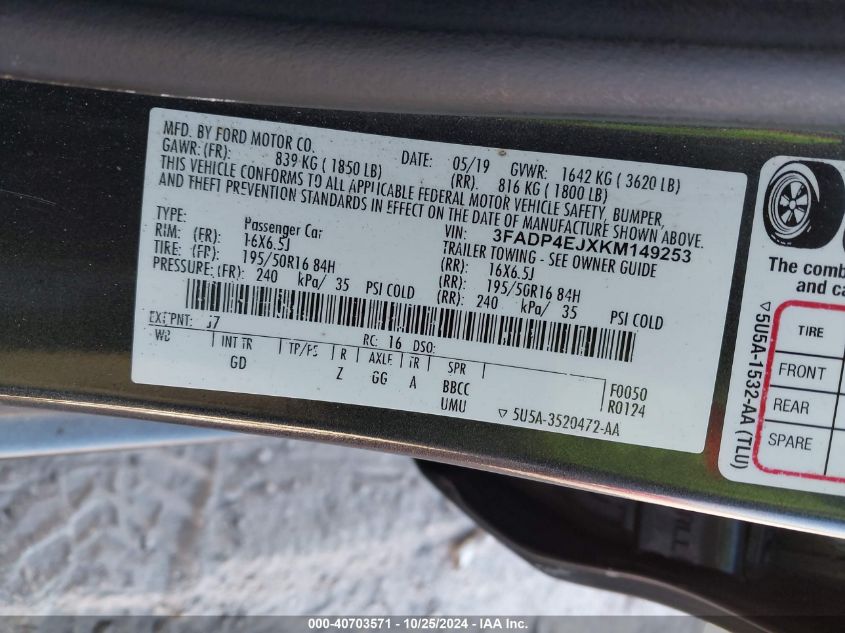 MFD. BY FORD MOTOR CO.
DATE: 05/19 GVWR: 1642 KG ( 3620 LB)
GAWR: (FR): 839 KG ( 1850 LB) (RR): 816 KG ( 1800 LB)
THIS VEHICLE CONFORMS TO ALL APPLICABLE FEDERAL MOTOR VEHICLE SAFETY, BUMPER,
AND THEFT PREVENTION STANDARDS IN EFFECT ON THE DATE OF MANUFACTURE SHOWN ABOVE.
VIN: 3FADP4EJXKM149253
TYPE: Passenger Car TRAILER TOWING - SEE OWNER GUIDE
RIM: (FR): 16X6.5J (RR): 16X6.5J
TIRE: (FR): 195/50R16 84H (RR): 195/50R16 84H
PRESSURE: (FR): 240 kPa/ 35 PSI COLD (RR): 240 kPa/ 35 PSI COLD
EXT PNT: RC: 16 DSO:
WB INT TR TP/PS R AXLE TR SPR
GD Z GG A BBCC F0050
UMU R0124
▽ 5U5A-3520472-AA
The comb
and ca
TIRE
FRONT
REAR
SPARE
▽5U5A-1532-AA (TLU)
000-40703571 - 10/25/2024 - IAA Inc.